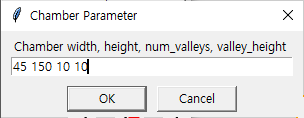 Chamber Parameter
Chamber width, height, num_valleys, valley_height
45 150 10 10
OK Cancel